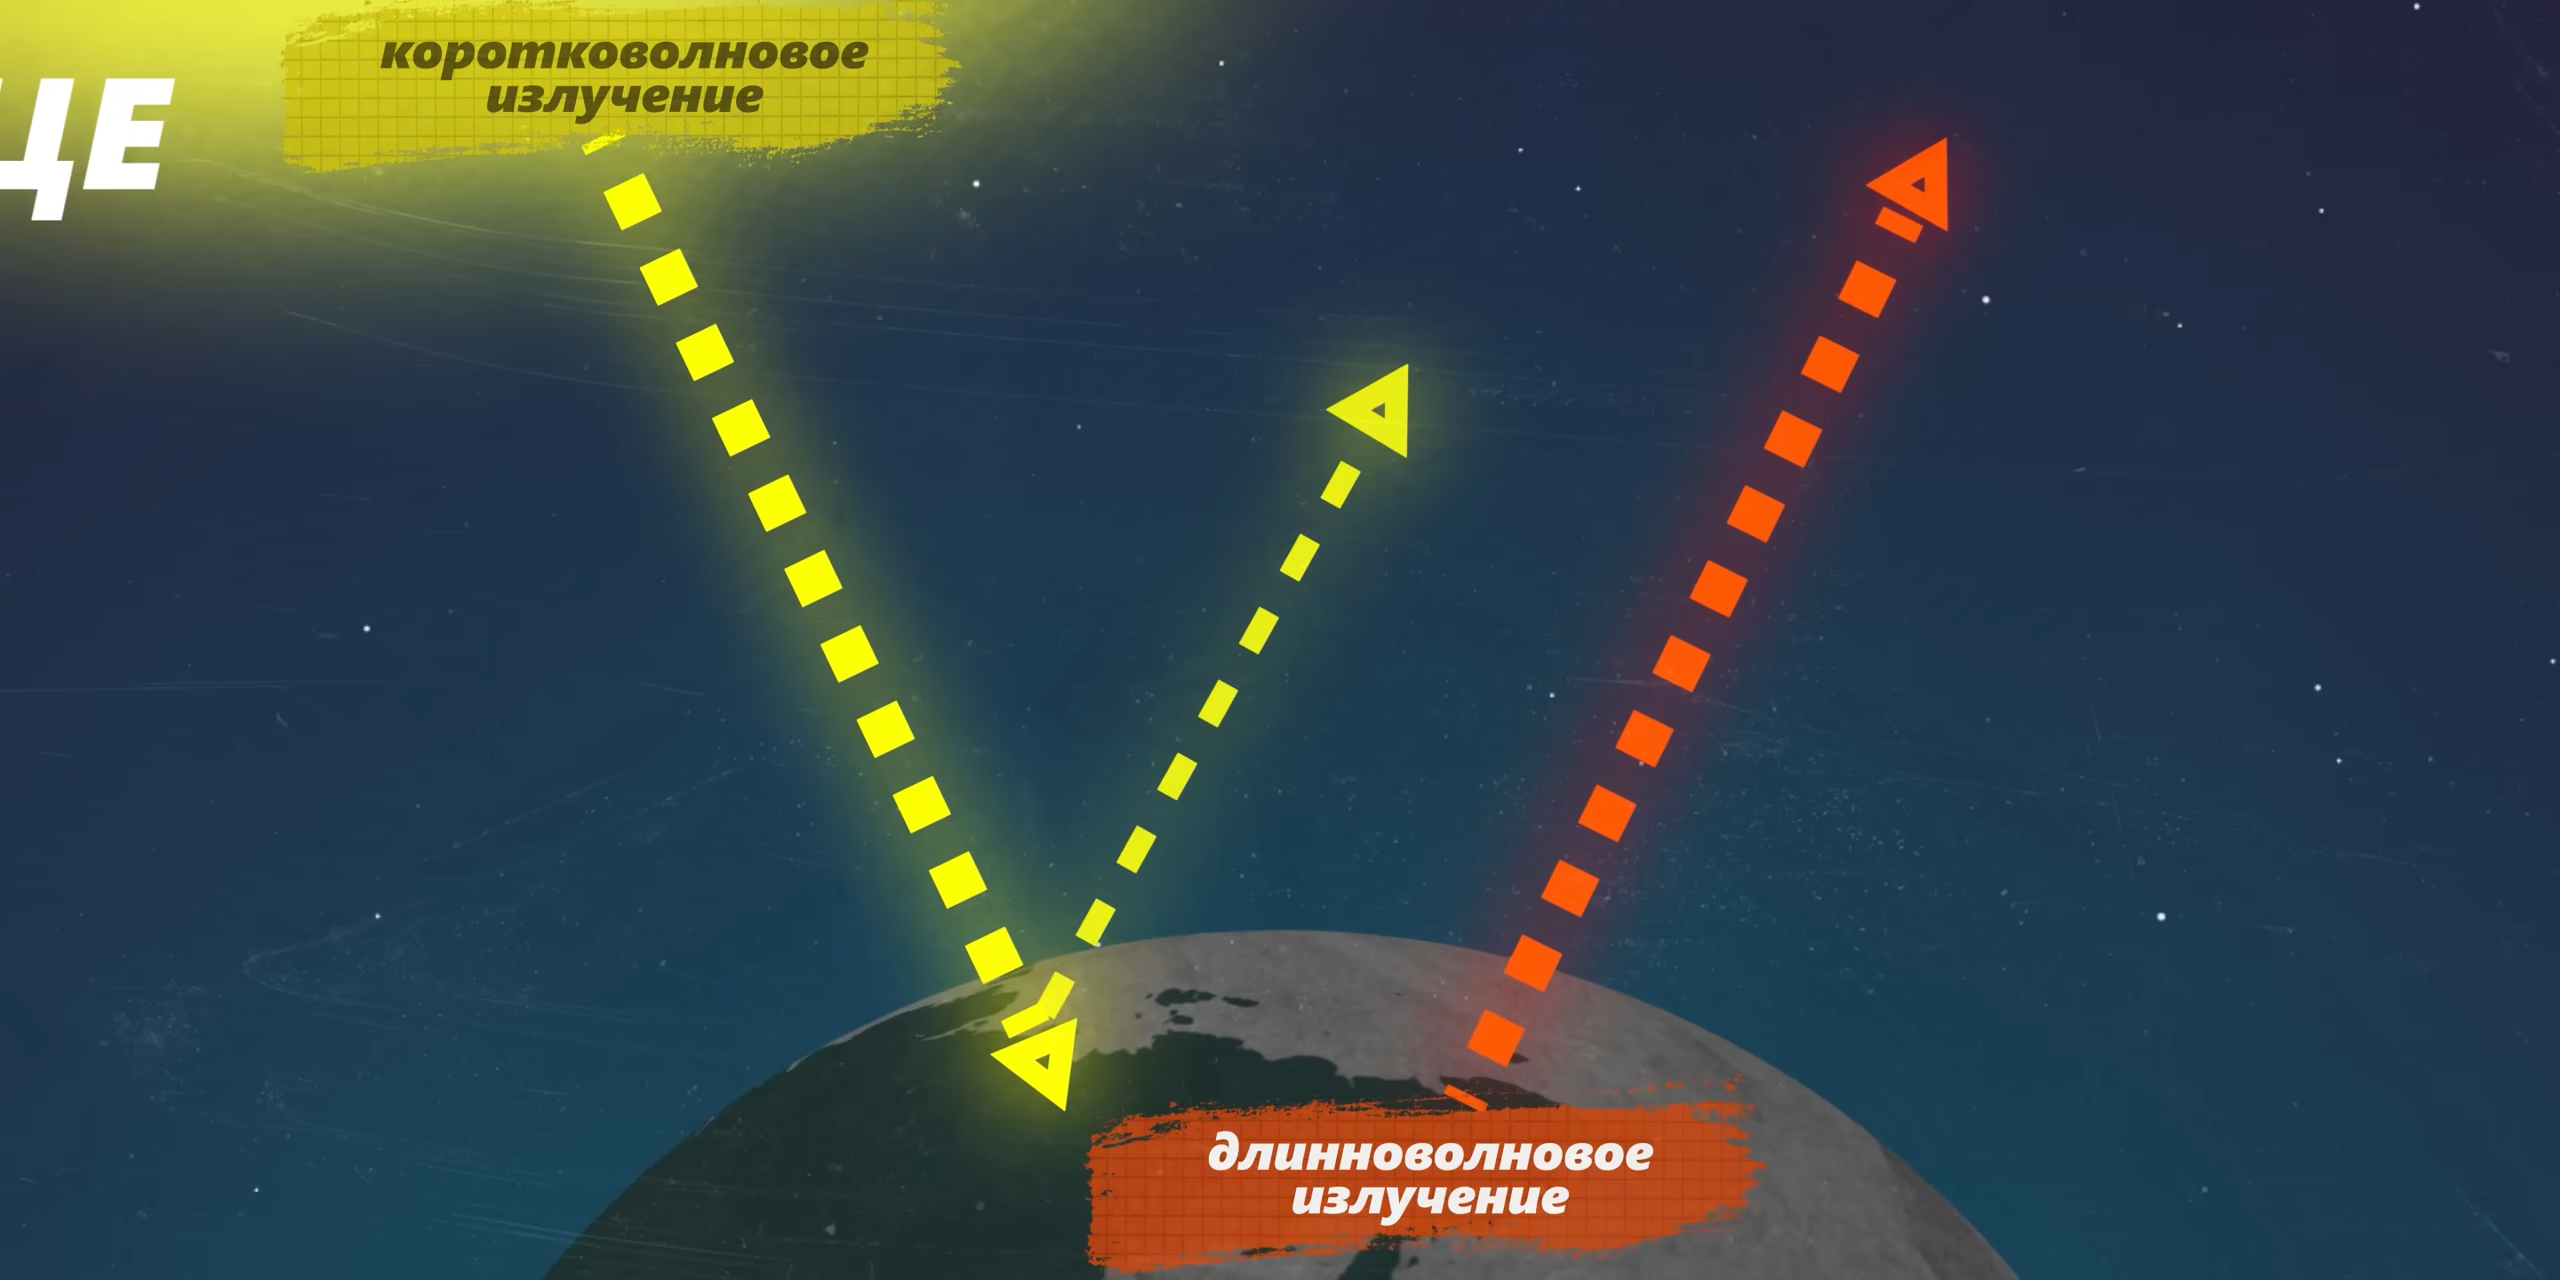 ЦЕ
коротковолновое
излучение
длинноволновое
излучение